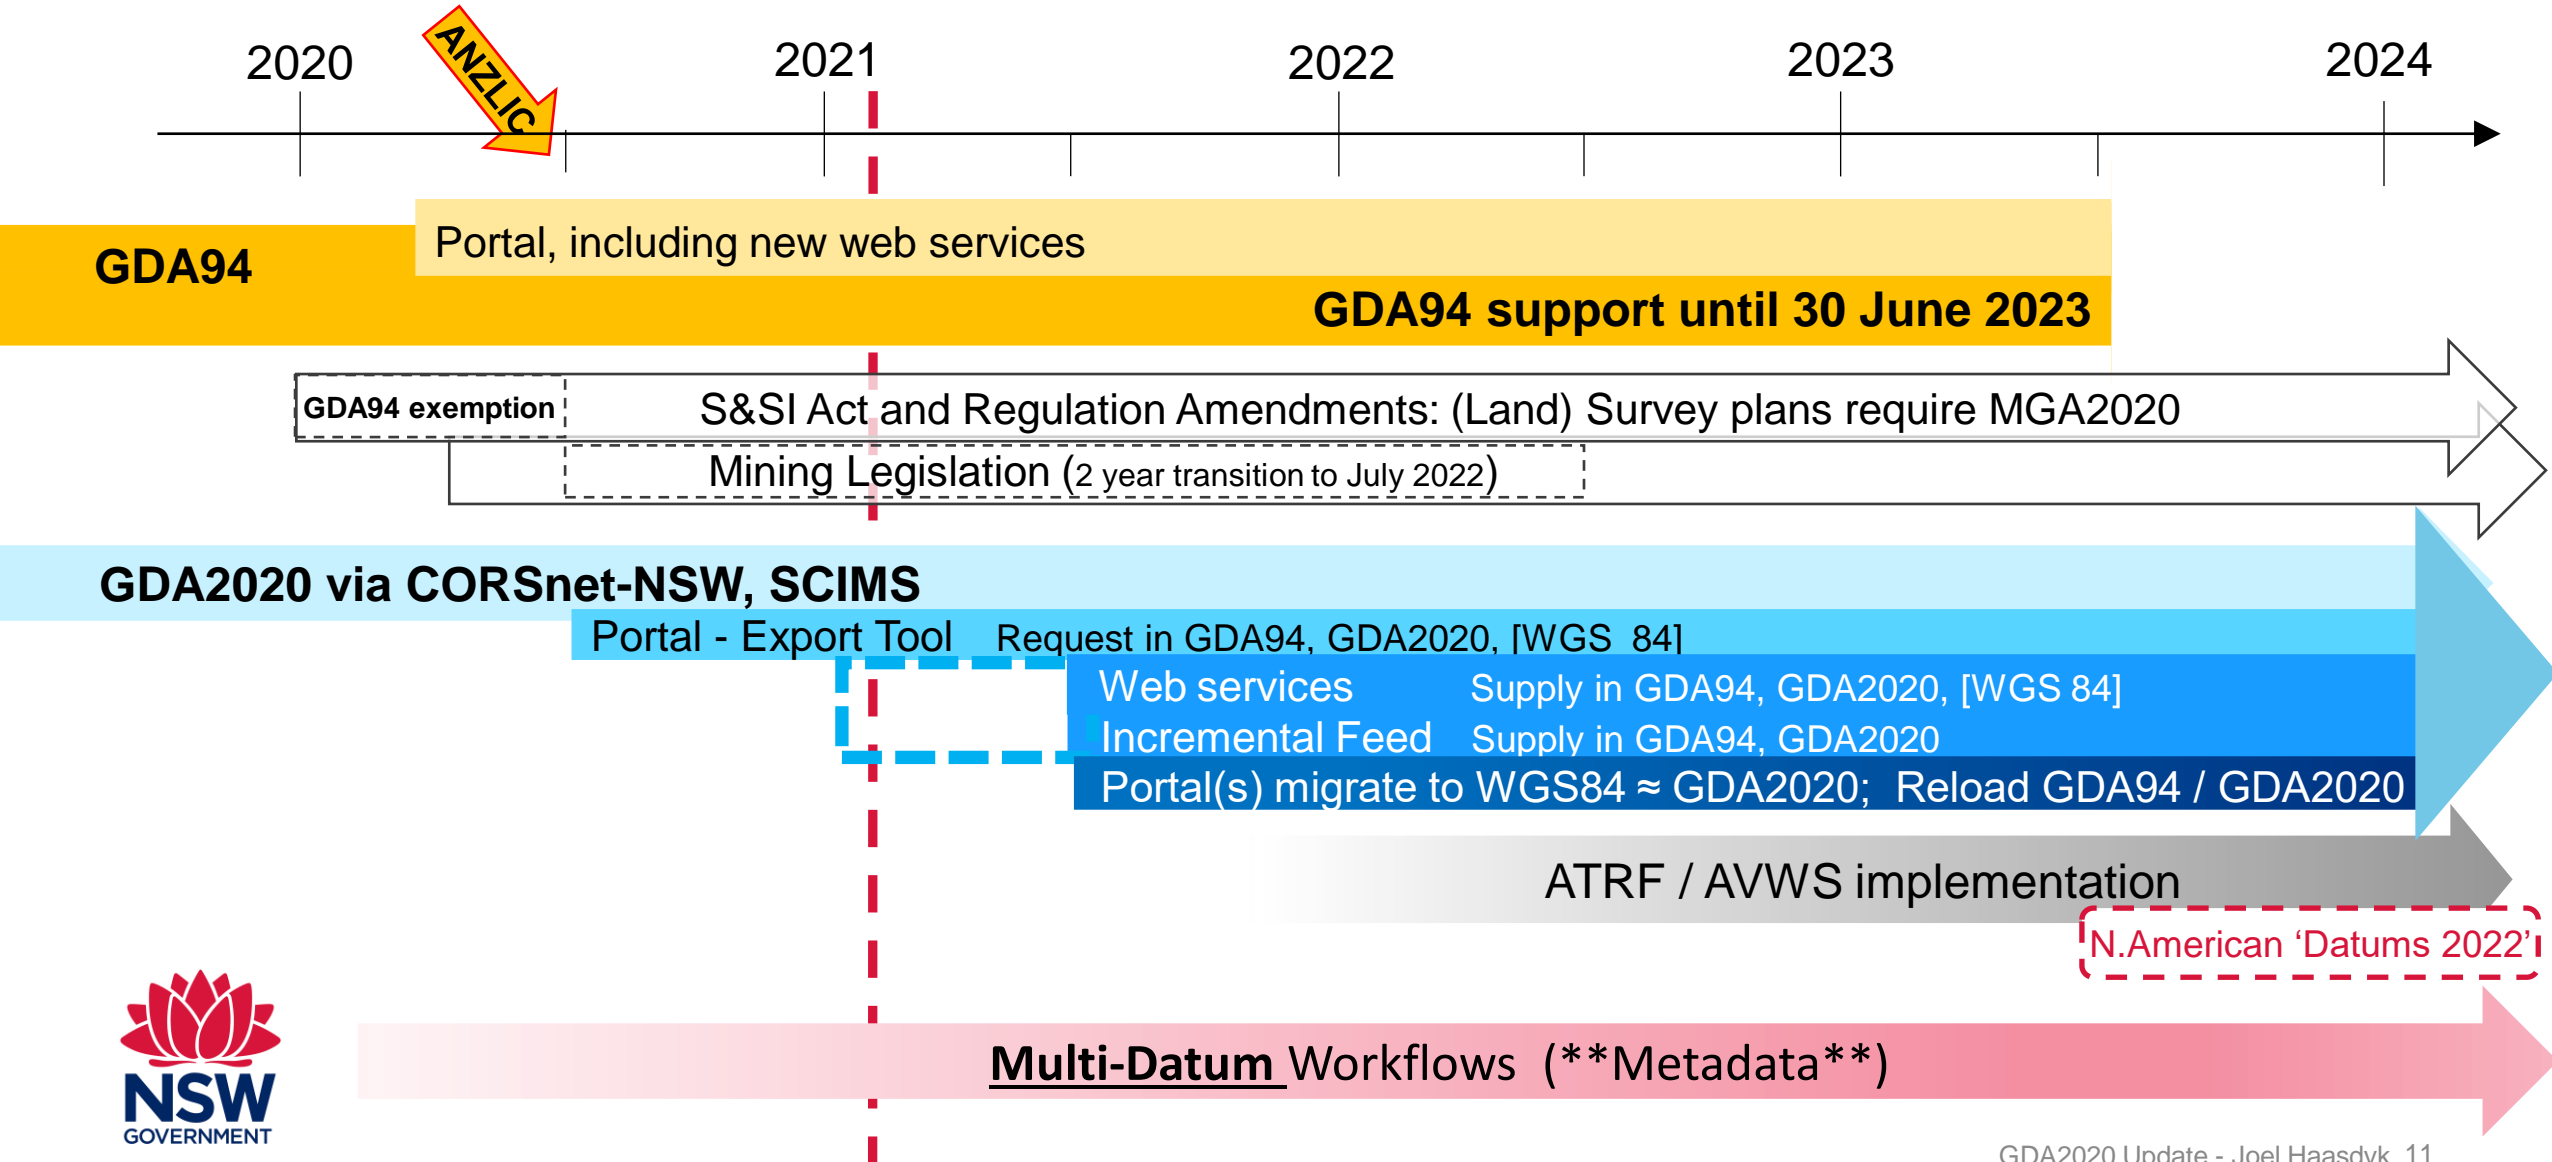 2020
ANZLIC
2021
2022
2023
2024
Portal, including new web services
GDA94
GDA94 support until 30 June 2023
GDA94 exemption
S&SI Act and Regulation Amendments: (Land) Survey plans require MGA2020
Mining Legislation (2 year transition to July 2022)
GDA2020 via CORSnet-NSW, SCIMS
Portal - Export Tool Request in GDA94, GDA2020, [WGS 84]
Web services Supply in GDA94, GDA2020, [WGS 84]
Incremental Feed Supply in GDA94, GDA2020
Portal(s) migrate to WGS84 ≈ GDA2020; Reload GDA94 / GDA2020
ATRF / AVWS implementation
N.American ‘Datums 2022’
Multi-Datum Workflows (**Metadata**)
NSW
GOVERNMENT
GDA2020 Update - Joel Haasdyk 11